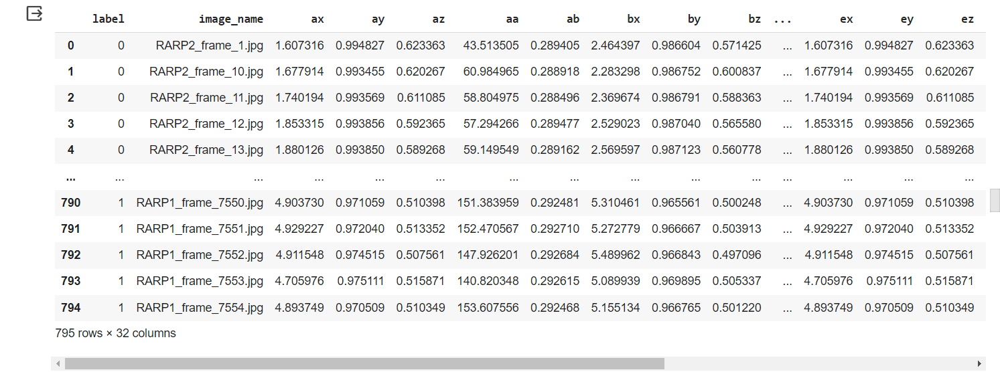 label image_name ax ay az aa ab bx by bz ... ex ey ez
0 0 RARP2_frame_1.jpg 1.607316 0.994827 0.623363 43.513505 0.289405 2.464397 0.986604 0.571425 ... 1.607316 0.994827 0.623363
1 0 RARP2_frame_10.jpg 1.677914 0.993455 0.620267 60.984965 0.288918 2.283298 0.986752 0.600837 ... 1.677914 0.993455 0.620267
2 0 RARP2_frame_11.jpg 1.740194 0.993569 0.611085 58.804975 0.288496 2.369674 0.986791 0.588363 ... 1.740194 0.993569 0.611085
3 0 RARP2_frame_12.jpg 1.853315 0.993856 0.592365 57.294266 0.289477 2.529023 0.987040 0.565580 ... 1.853315 0.993856 0.592365
4 0 RARP2_frame_13.jpg 1.880126 0.993850 0.589268 59.149549 0.289162 2.569597 0.987123 0.560778 ... 1.880126 0.993850 0.589268
... ... ... ... ... ... ... ... ... ... ... ... ... ... ...
790 1 RARP1_frame_7550.jpg 4.903730 0.971059 0.510398 151.383959 0.292481 5.310461 0.965561 0.500248 ... 4.903730 0.971059 0.510398
791 1 RARP1_frame_7551.jpg 4.929227 0.972040 0.513352 152.470567 0.292710 5.272779 0.966667 0.503913 ... 4.929227 0.972040 0.513352
792 1 RARP1_frame_7552.jpg 4.911548 0.974515 0.507561 147.926201 0.292684 5.489962 0.966843 0.497096 ... 4.911548 0.974515 0.507561
793 1 RARP1_frame_7553.jpg 4.705976 0.975111 0.515871 140.820348 0.292615 5.089939 0.969895 0.505337 ... 4.705976 0.975111 0.515871
794 1 RARP1_frame_7554.jpg 4.893749 0.970509 0.510349 153.607556 0.292468 5.155134 0.966765 0.501220 ... 4.893749 0.970509 0.510349
795 rows × 32 columns